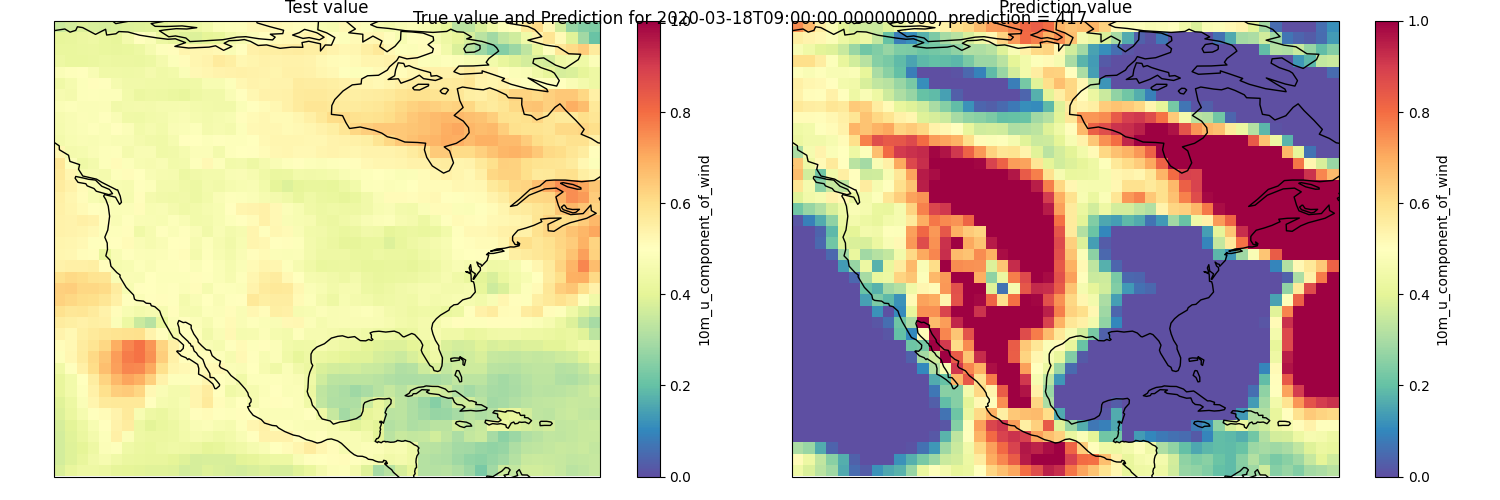 Test value
Prediction value
True value and Prediction for 2020-03-18T09:00:00.000000000, prediction = 417
1.0
0.8
0.6
0.4
0.2
0.0
10m_u_component_of_wind
1.0
0.8
0.6
0.4
0.2
0.0
10m_u_component_of_wind